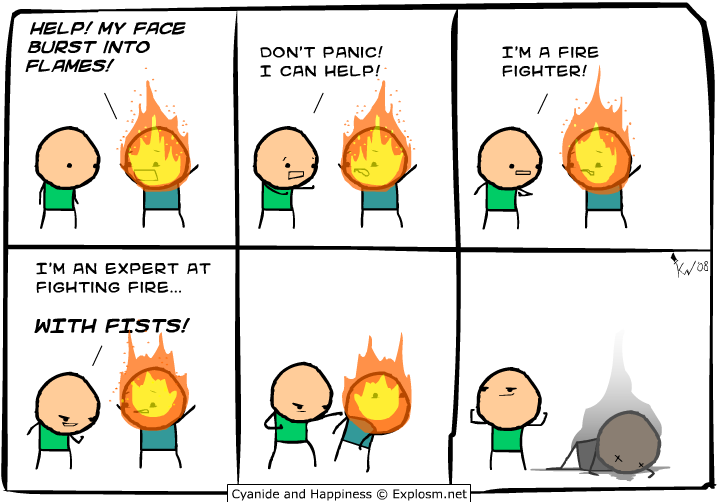 HELP! MY FACE
BURST INTO
FLAMES!
DON'T PANIC!
I CAN HELP!
I'M A FIRE
FIGHTER!
I'M AN EXPERT AT
FIGHTING FIRE...
WITH FISTS!
KW '08
Cyanide and Happiness © Explosm.net